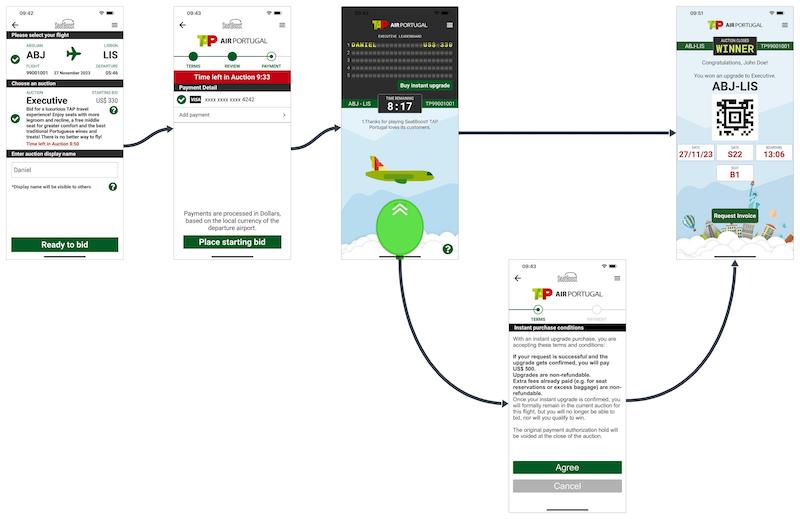 09:42
SeatBoost
Please select your flight
ABIDJAN
LISBON
ABJ
LIS
FLIGHT
DEPARTURE
99001001
27 November 2023
05:46
Choose an auction
AUCTION
STARTING BID
Executive
US$ 330
Bid for a luxurious TAP travel
experience! Enjoy seats with more
legroom and recline, a free middle
seat for greater comfort and the best
traditional Portuguese wines and
treats! There is no better way to fly!
Time left in Auction 8:50
?
Enter auction display name
Daniel
*Display name will be visible to others
?
Ready to bid
09:43
SeatBoost
TAP AIR PORTUGAL
TERMS
REVIEW
PAYMENT
Time left in Auction 9:33
Payment Detail
VISA xxxx xxxx xxxx 4242
Add payment
Payments are processed in Dollars,
based on the local currency of the
departure airport.
Place starting bid
09:43
TAP AIR PORTUGAL
EXECUTIVE LEADERBOARD
1 DANIEL US$ 330
2
3
4
5
Buy instant upgrade
ABJ - LIS
TIME REMAINING
8:17
TP99001001
1.Thanks for playing SeatBoost! TAP
Portugal loves its customers.
?
09:43
SeatBoost
TAP AIR PORTUGAL
TERMS
PAYMENT
Instant purchase conditions
With an instant upgrade purchase, you are
accepting these terms and conditions:
If your request is successful and the
upgrade gets confirmed, you will pay
US$ 500.
Upgrades are non-refundable.
Extra fees already paid (e.g. for seat
reservations or excess baggage) are non-
refundable.
Once your instant upgrade is confirmed, you
will formally remain in the current auction for
this flight, but you will no longer be able to
bid, nor will you qualify to win.
The original payment authorization hold will
be voided at the close of the auction.
Agree
Cancel
09:51
TAP AIR PORTUGAL
AUCTION CLOSED
ABJ-LIS
WINNER
TP99001001
Congratulations, John Doe!
You won an upgrade to Executive.
ABJ-LIS
DATE
GATE
BOARDING
27/11/23
S22
13:06
SEAT
B1
Request Invoice